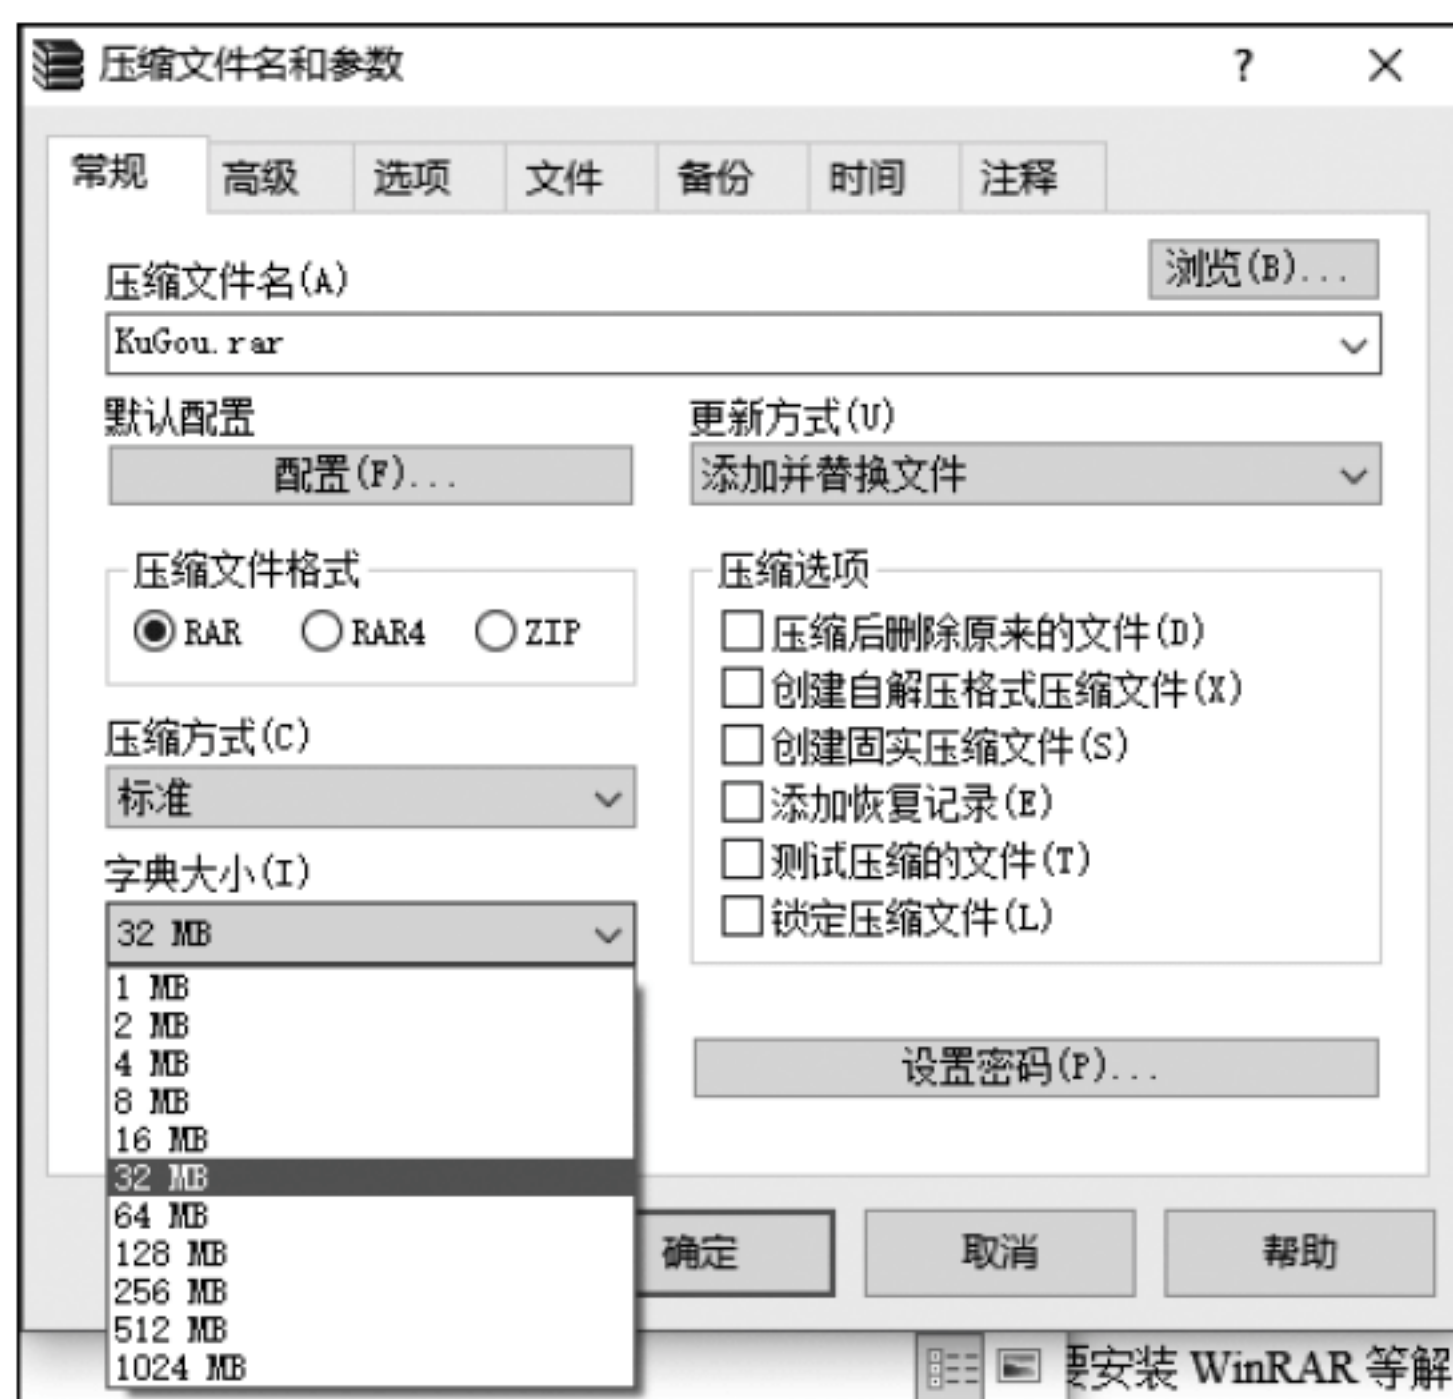 压缩文件名和参数
常规 高级 选项 文件 备份 时间 注释
压缩文件名(A)
浏览(B)...
KuGou.rar
默认配置
更新方式(U)
配置(F)...
添加并替换文件
压缩文件格式
RAR RAR4 ZIP
压缩选项
压缩后删除原来的文件(D)
创建自解压格式压缩文件(X)
创建固实压缩文件(S)
添加恢复记录(E)
测试压缩的文件(T)
锁定压缩文件(L)
压缩方式(C)
标准
字典大小(I)
32 MB
1 MB
2 MB
4 MB
8 MB
16 MB
32 MB
64 MB
128 MB
256 MB
512 MB
1024 MB
设置密码(P)...
确定 取消 帮助
要安装 WinRAR 等解